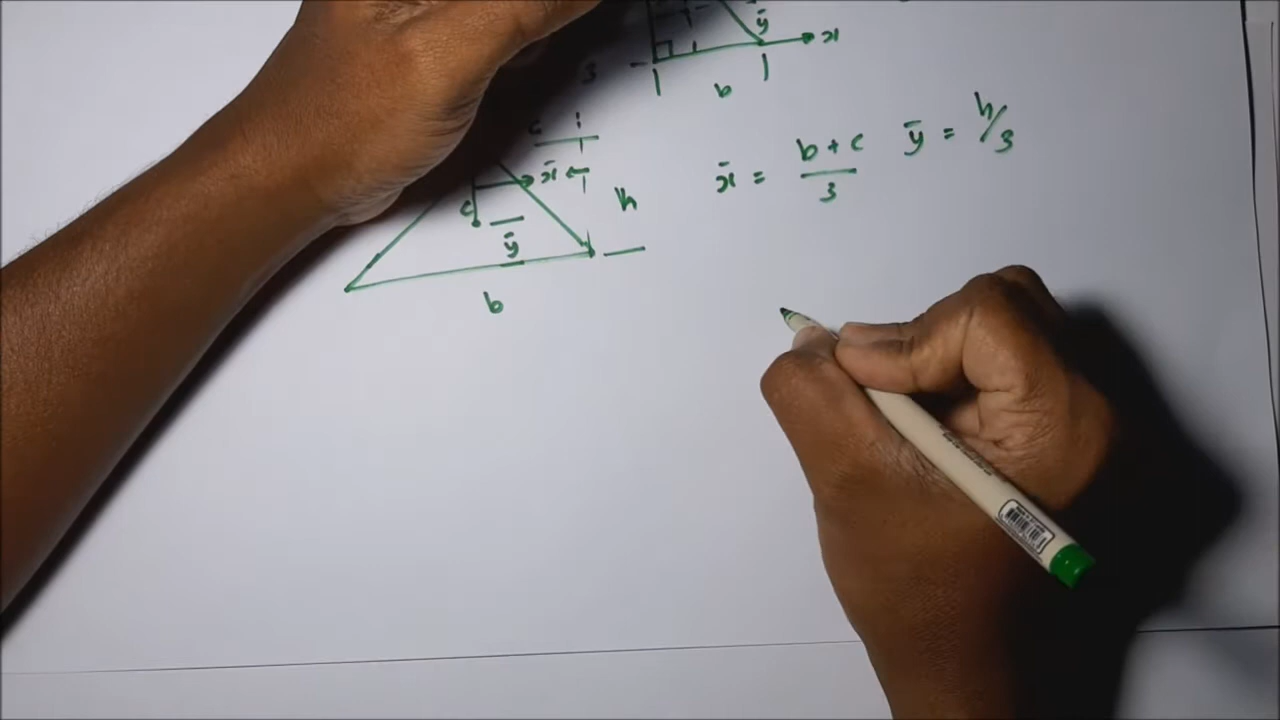 ȳ
x
b
c
x̄
h
c
ȳ
b
x̄ = b + c / 3 ȳ = h/3